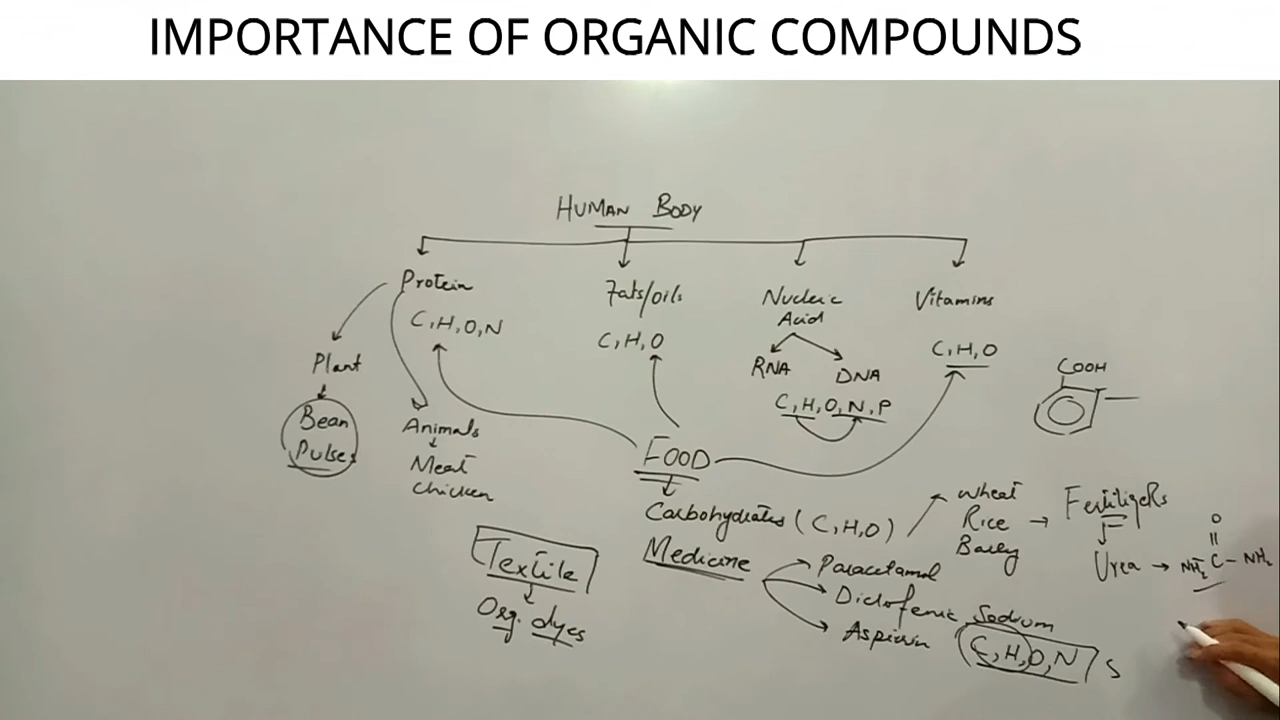 IMPORTANCE OF ORGANIC COMPOUNDS
HUMAN BODY
Protein
C,H,O,N
Fats/oils
C,H,O
Nucleic
Acid
RNA
DNA
C,H,O,N,P
Vitamins
C,H,O
COOH
Plant
Bean
Pulses
Animals
Meat
Chicken
FOOD
Carbohydrates (C,H,O)
Wheat
Rice
Barley
Fertilizers
Urea → NH₂ C – NH₂
O
Medicine
Paracetamol
Diclofenic Sodium
Aspirin
C,H,O,N S
Textile
Org. dyes